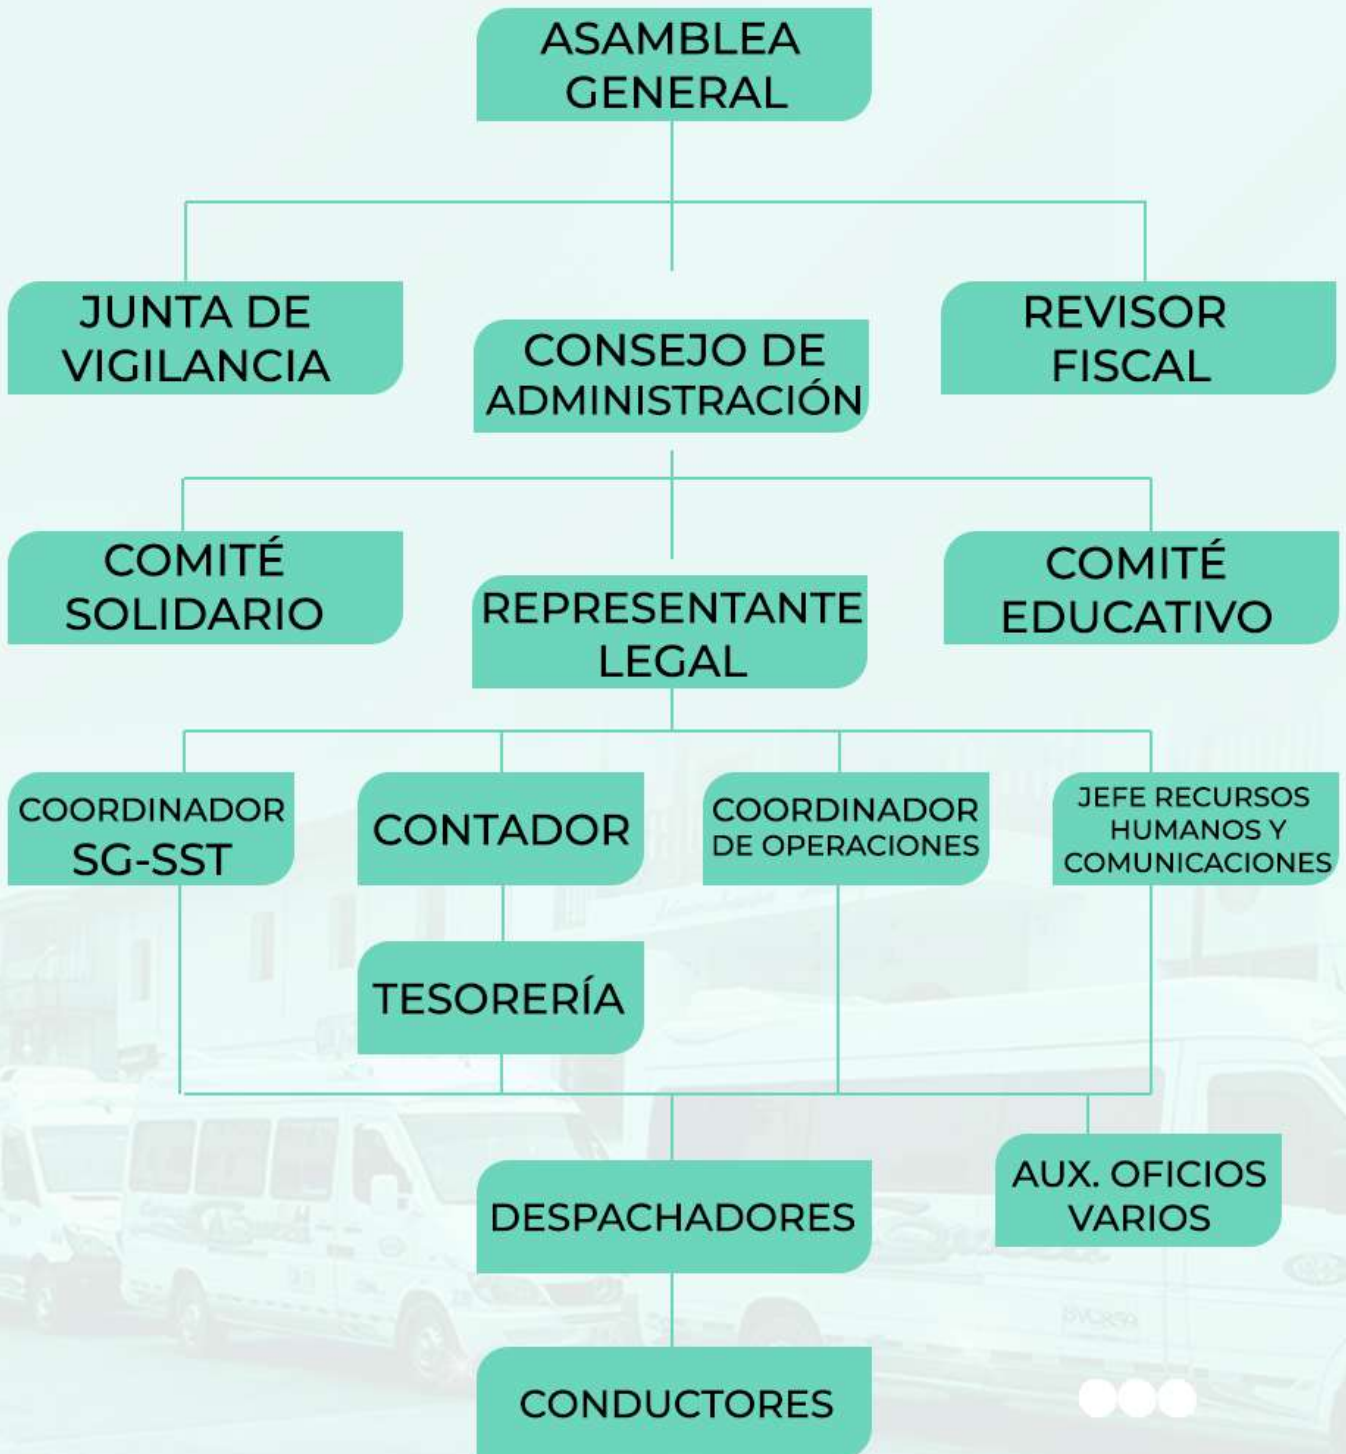 ASAMBLEA
GENERAL
JUNTA DE
VIGILANCIA
CONSEJO DE
ADMINISTRACIÓN
REVISOR
FISCAL
COMITÉ
SOLIDARIO
REPRESENTANTE
LEGAL
COMITÉ
EDUCATIVO
COORDINADOR
SG-SST
CONTADOR
COORDINADOR
DE OPERACIONES
JEFE RECURSOS
HUMANOS Y
COMUNICACIONES
TESORERÍA
DESPACHADORES
AUX. OFICIOS
VARIOS
CONDUCTORES